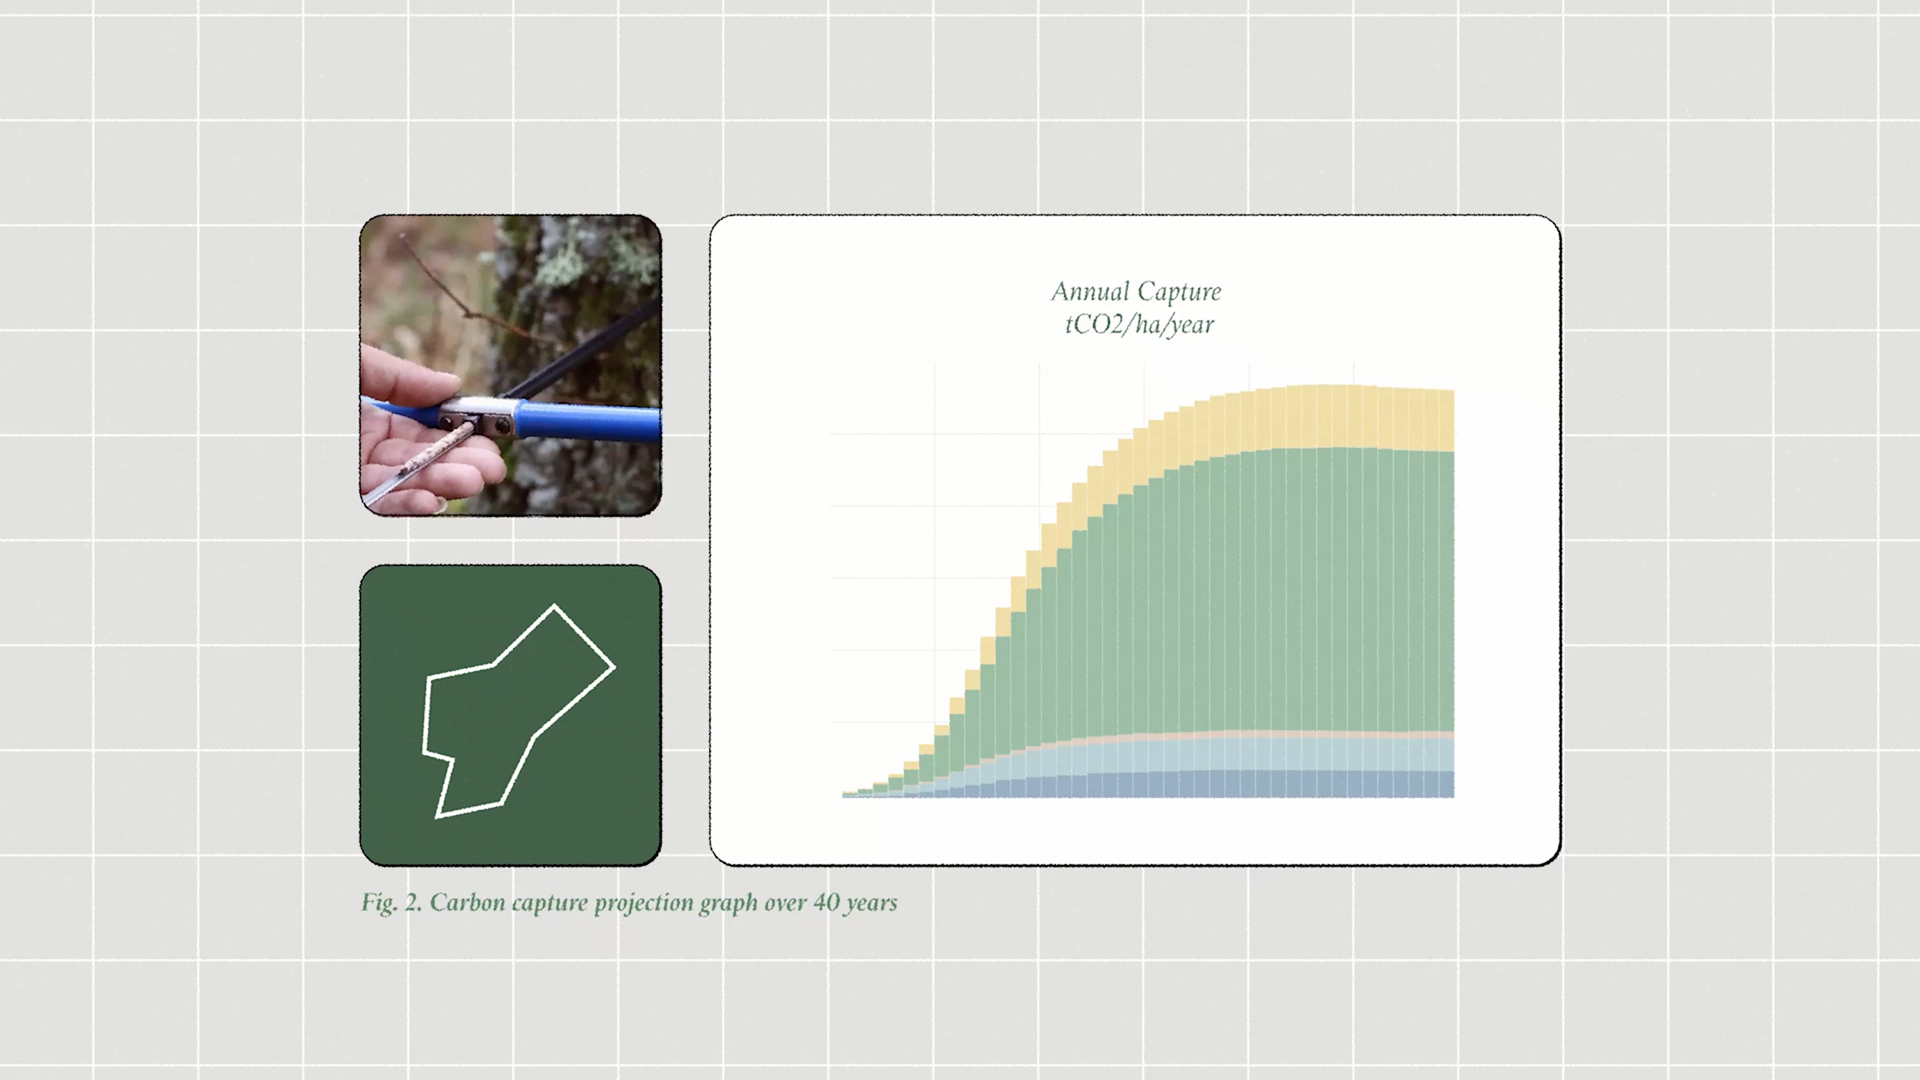 Annual Capture
tCO2/ha/year
Fig. 2. Carbon capture projection graph over 40 years